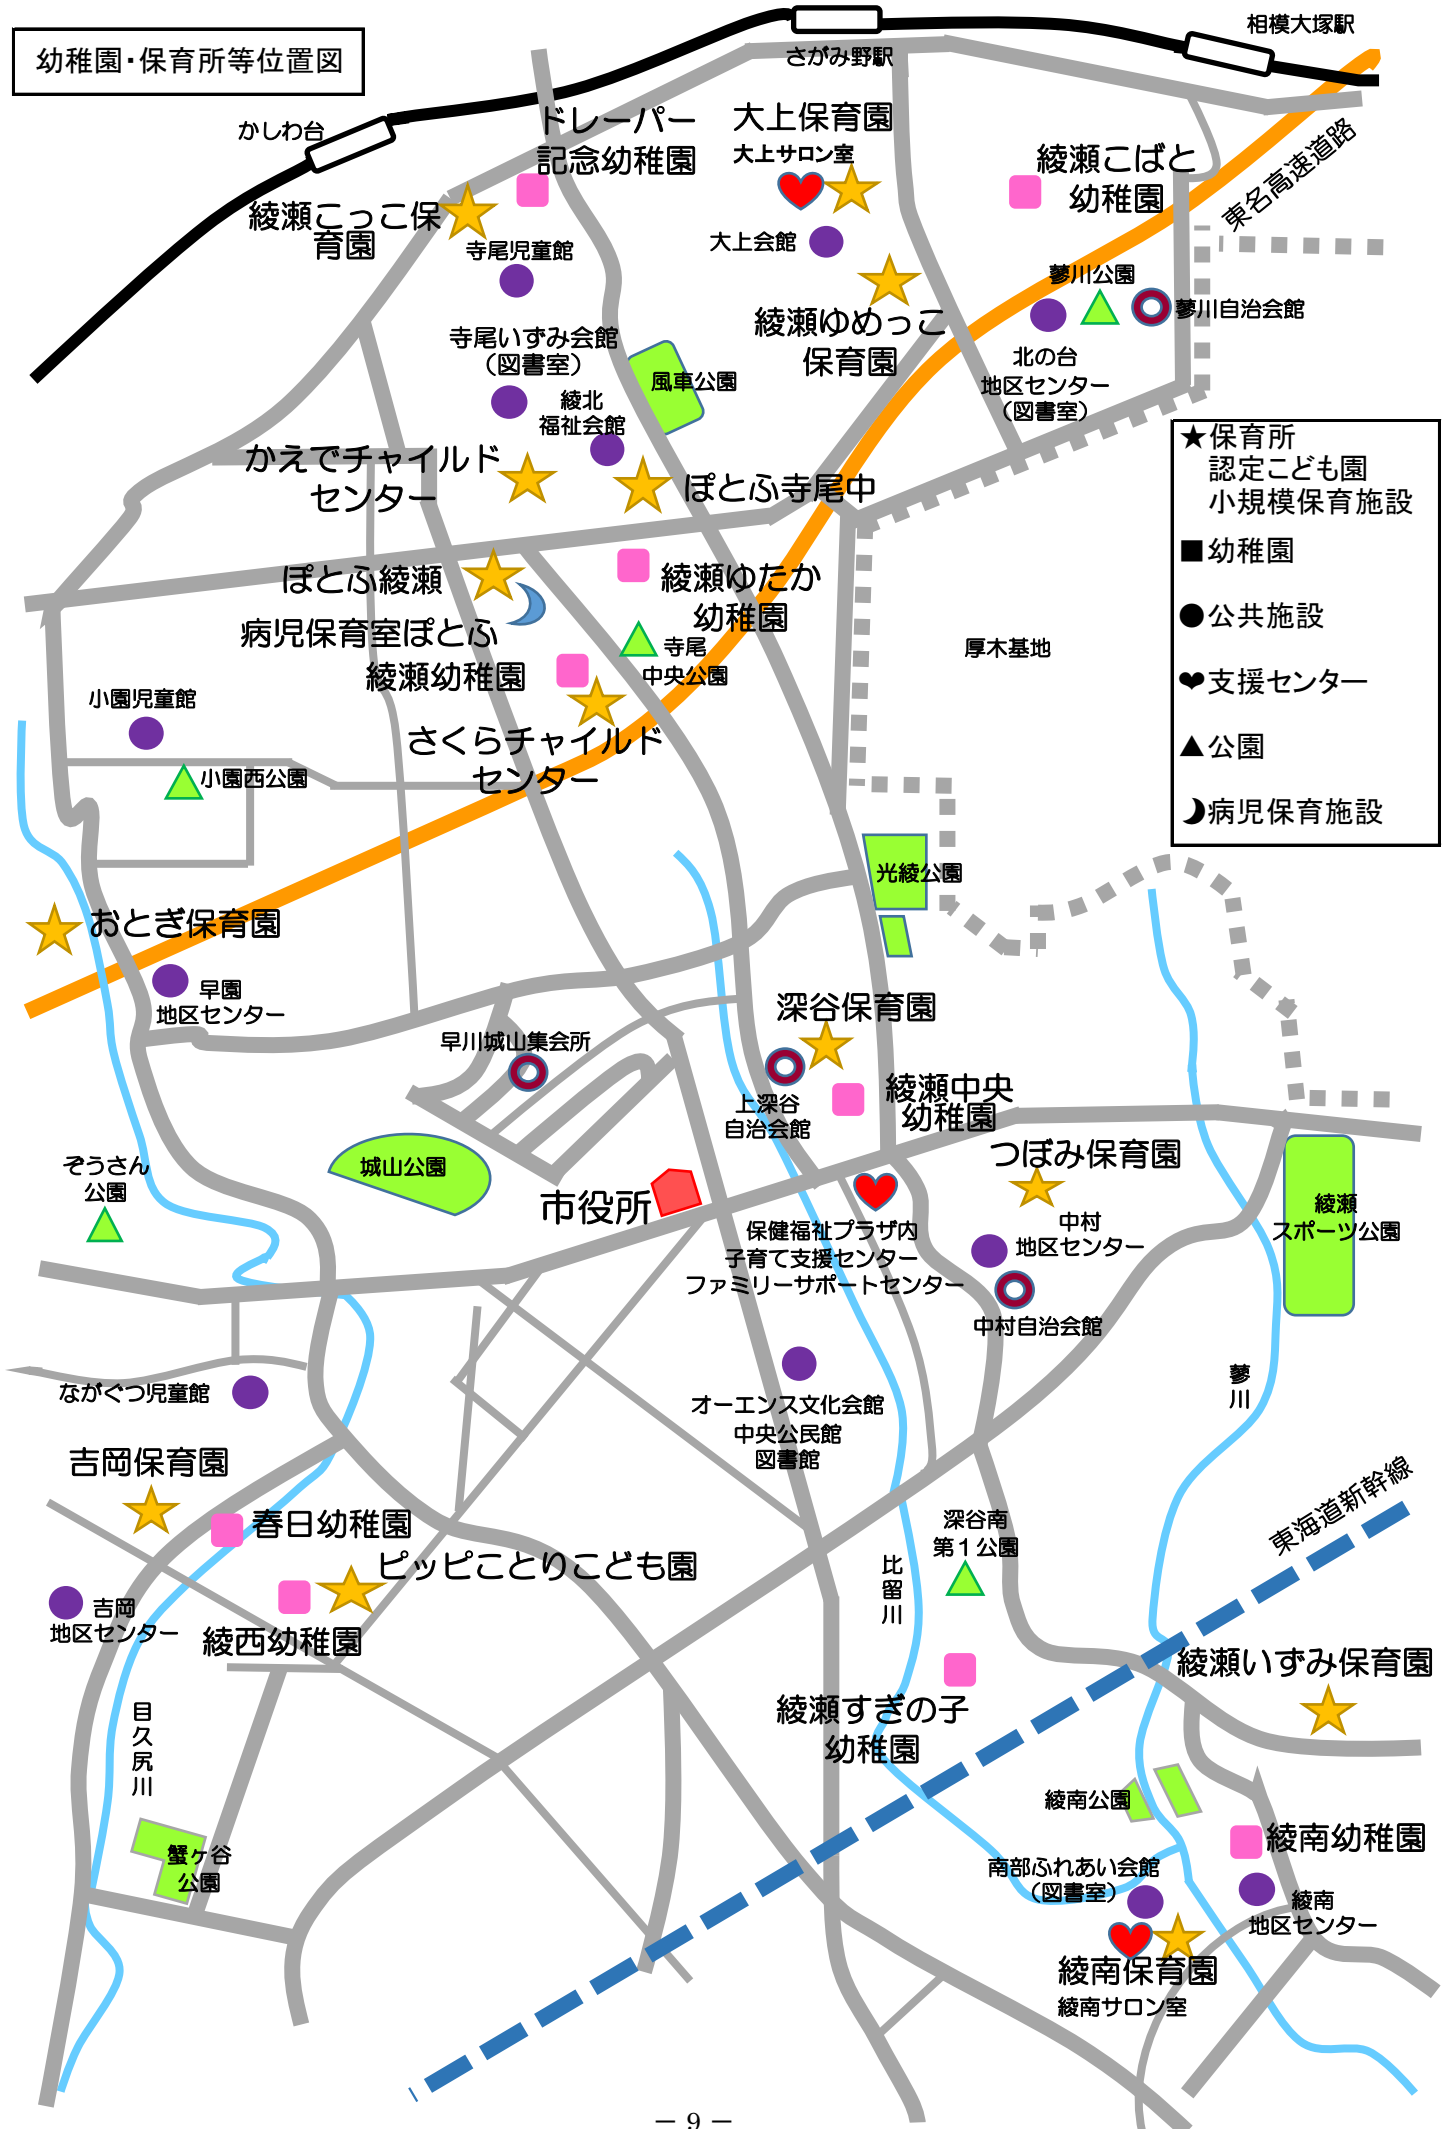 幼稚園・保育所等位置図
相模大塚駅
さがみ野駅
かしわ台
東名高速道路
ドレーパー
記念幼稚園
大上保育園
大上サロン室
綾瀬こばと
幼稚園
綾瀬こっこ保
育園
寺尾児童館
大上会館
蓼川公園
蓼川自治会館
綾瀬ゆめっこ
保育園
寺尾いずみ会館
（図書室）
風車公園
北の台
地区センター
（図書室）
綾北
福祉会館
かえでチャイルド
センター
ぽとふ寺尾中
★保育所
認定こども園
小規模保育施設
■幼稚園
●公共施設
❤支援センター
▲公園
病児保育施設
ぽとふ綾瀬
綾瀬ゆたか
幼稚園
病児保育室ぽとふ
寺尾
中央公園
厚木基地
綾瀬幼稚園
小園児童館
さくらチャイルド
センター
小園西公園
光綾公園
おとぎ保育園
早園
地区センター
深谷保育園
早川城山集会所
上深谷
自治会館
綾瀬中央
幼稚園
つぼみ保育園
ぞうさん
公園
城山公園
市役所
綾瀬
スポーツ公園
中村
地区センター
保健福祉プラザ内
子育て支援センター
ファミリーサポートセンター
中村自治会館
ながぐつ児童館
オーエンス文化会館
中央公民館
図書館
蓼川
吉岡保育園
春日幼稚園
東海道新幹線
深谷南
第１公園
ピッピことりこども園
比留川
吉岡
地区センター
綾西幼稚園
綾瀬いずみ保育園
目久尻川
綾瀬すぎの子
幼稚園
綾南公園
綾南幼稚園
蟹ヶ谷
公園
南部ふれあい会館
（図書室）
綾南
地区センター
綾南保育園
綾南サロン室
－ 9 －